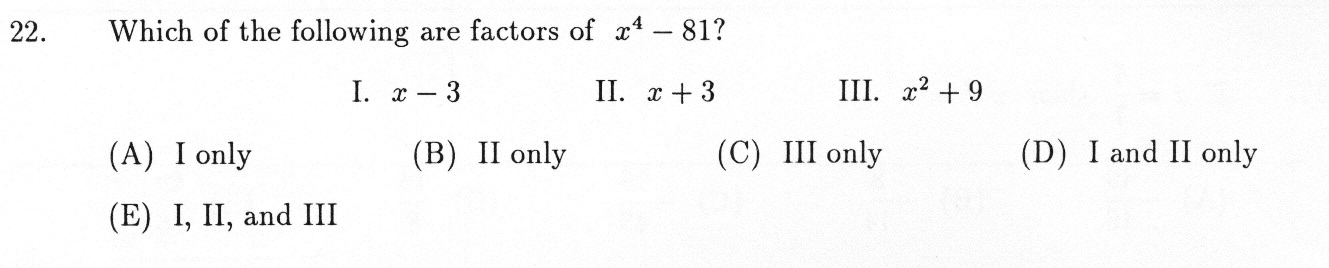 22. Which of the following are factors of x⁴ − 81?
I. x − 3 II. x + 3 III. x² + 9
(A) I only (B) II only (C) III only (D) I and II only
(E) I, II, and III